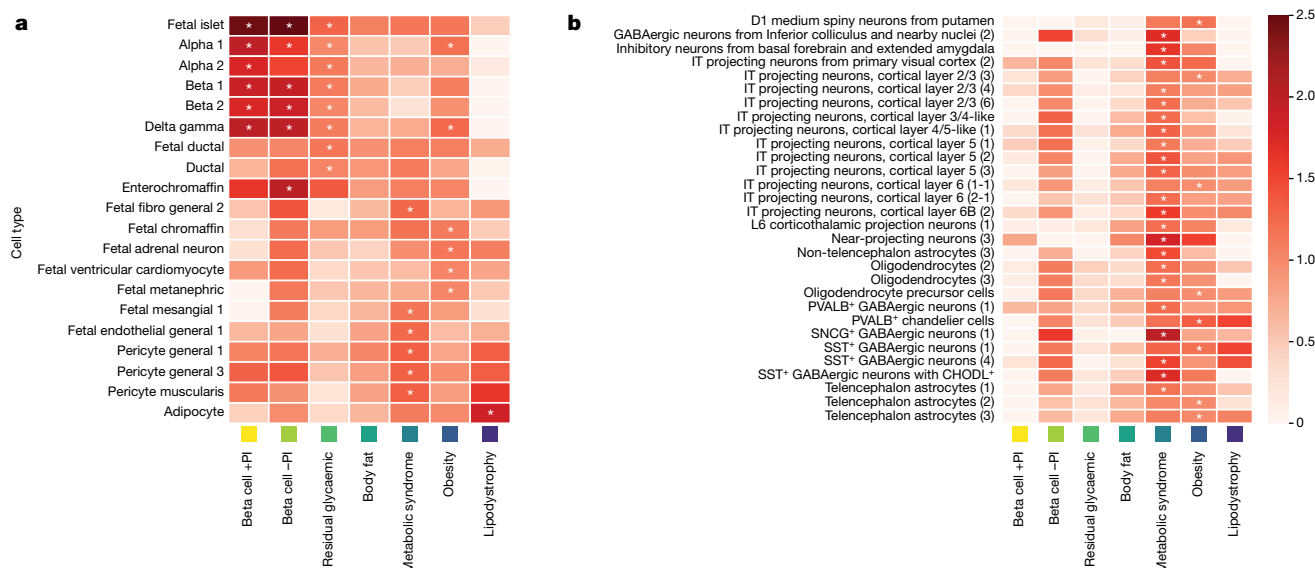 a
Cell type
Fetal islet
Alpha 1
Alpha 2
Beta 1
Beta 2
Delta gamma
Fetal ductal
Ductal
Enterochromaffin
Fetal fibro general 2
Fetal chromaffin
Fetal adrenal neuron
Fetal ventricular cardiomyocyte
Fetal metanephric
Fetal mesangial 1
Fetal endothelial general 1
Pericyte general 1
Pericyte general 3
Pericyte muscularis
Adipocyte
Beta cell +PI
Beta cell −PI
Residual glycaemic
Body fat
Metabolic syndrome
Obesity
Lipodystrophy
b
D1 medium spiny neurons from putamen
GABAergic neurons from Inferior colliculus and nearby nuclei (2)
Inhibitory neurons from basal forebrain and extended amygdala
IT projecting neurons from primary visual cortex (2)
IT projecting neurons, cortical layer 2/3 (3)
IT projecting neurons, cortical layer 2/3 (4)
IT projecting neurons, cortical layer 2/3 (6)
IT projecting neurons, cortical layer 3/4-like
IT projecting neurons, cortical layer 4/5-like (1)
IT projecting neurons, cortical layer 5 (1)
IT projecting neurons, cortical layer 5 (2)
IT projecting neurons, cortical layer 5 (3)
IT projecting neurons, cortical layer 6 (1-1)
IT projecting neurons, cortical layer 6 (2-1)
IT projecting neurons, cortical layer 6B (2)
L6 corticothalamic projection neurons (1)
Near-projecting neurons (3)
Non-telencephalon astrocytes (3)
Oligodendrocytes (2)
Oligodendrocytes (3)
Oligodendrocyte precursor cells
PVALB⁺ GABAergic neurons (1)
PVALB⁺ chandelier cells
SNCG⁺ GABAergic neurons (1)
SST⁺ GABAergic neurons (1)
SST⁺ GABAergic neurons (4)
SST⁺ GABAergic neurons with CHODL⁺
Telencephalon astrocytes (1)
Telencephalon astrocytes (2)
Telencephalon astrocytes (3)
Beta cell +PI
Beta cell −PI
Residual glycaemic
Body fat
Metabolic syndrome
Obesity
Lipodystrophy
2.5
2.0
1.5
1.0
0.5
0